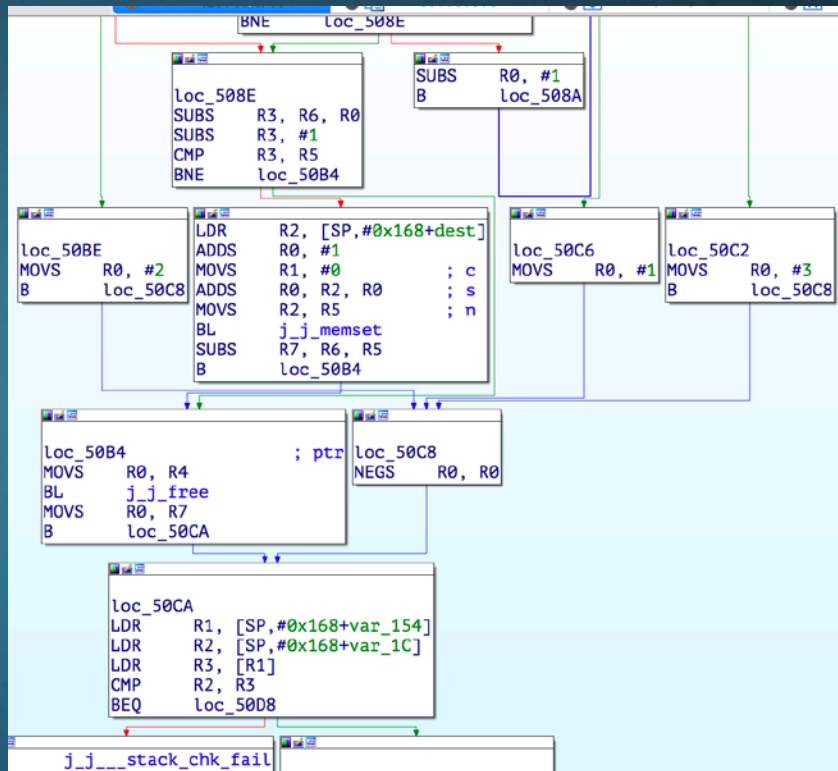 BNE loc_508E
loc_508E
SUBS R3, R6, R0
SUBS R3, #1
CMP R3, R5
BNE loc_50B4
SUBS R0, #1
B loc_508A
loc_50BE
MOVS R0, #2
B loc_50C8
LDR R2, [SP,#0x168+dest]
ADDS R0, #1
MOVS R1, #0 ; c
ADDS R0, R2, R0 ; s
MOVS R2, R5 ; n
BL j_j_memset
SUBS R7, R6, R5
B loc_50B4
loc_50C6
MOVS R0, #1
loc_50C2
MOVS R0, #3
B loc_50C8
loc_50B4 ; ptr
MOVS R0, R4
BL j_j_free
MOVS R0, R7
B loc_50CA
loc_50C8
NEGS R0, R0
loc_50CA
LDR R1, [SP,#0x168+var_154]
LDR R2, [SP,#0x168+var_1C]
LDR R3, [R1]
CMP R2, R3
BEQ loc_50D8
j_j___stack_chk_fail